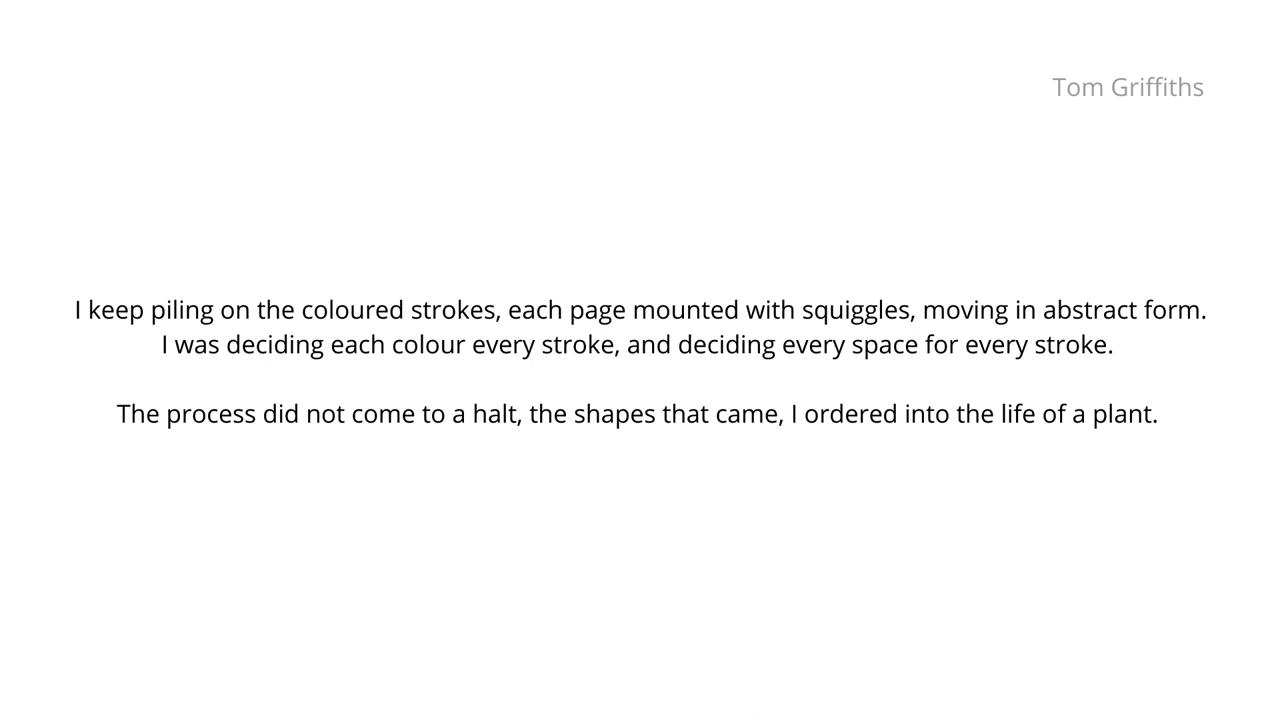 Tom Griffiths
I keep piling on the coloured strokes, each page mounted with squiggles, moving in abstract form.
I was deciding each colour every stroke, and deciding every space for every stroke.
The process did not come to a halt, the shapes that came, I ordered into the life of a plant.